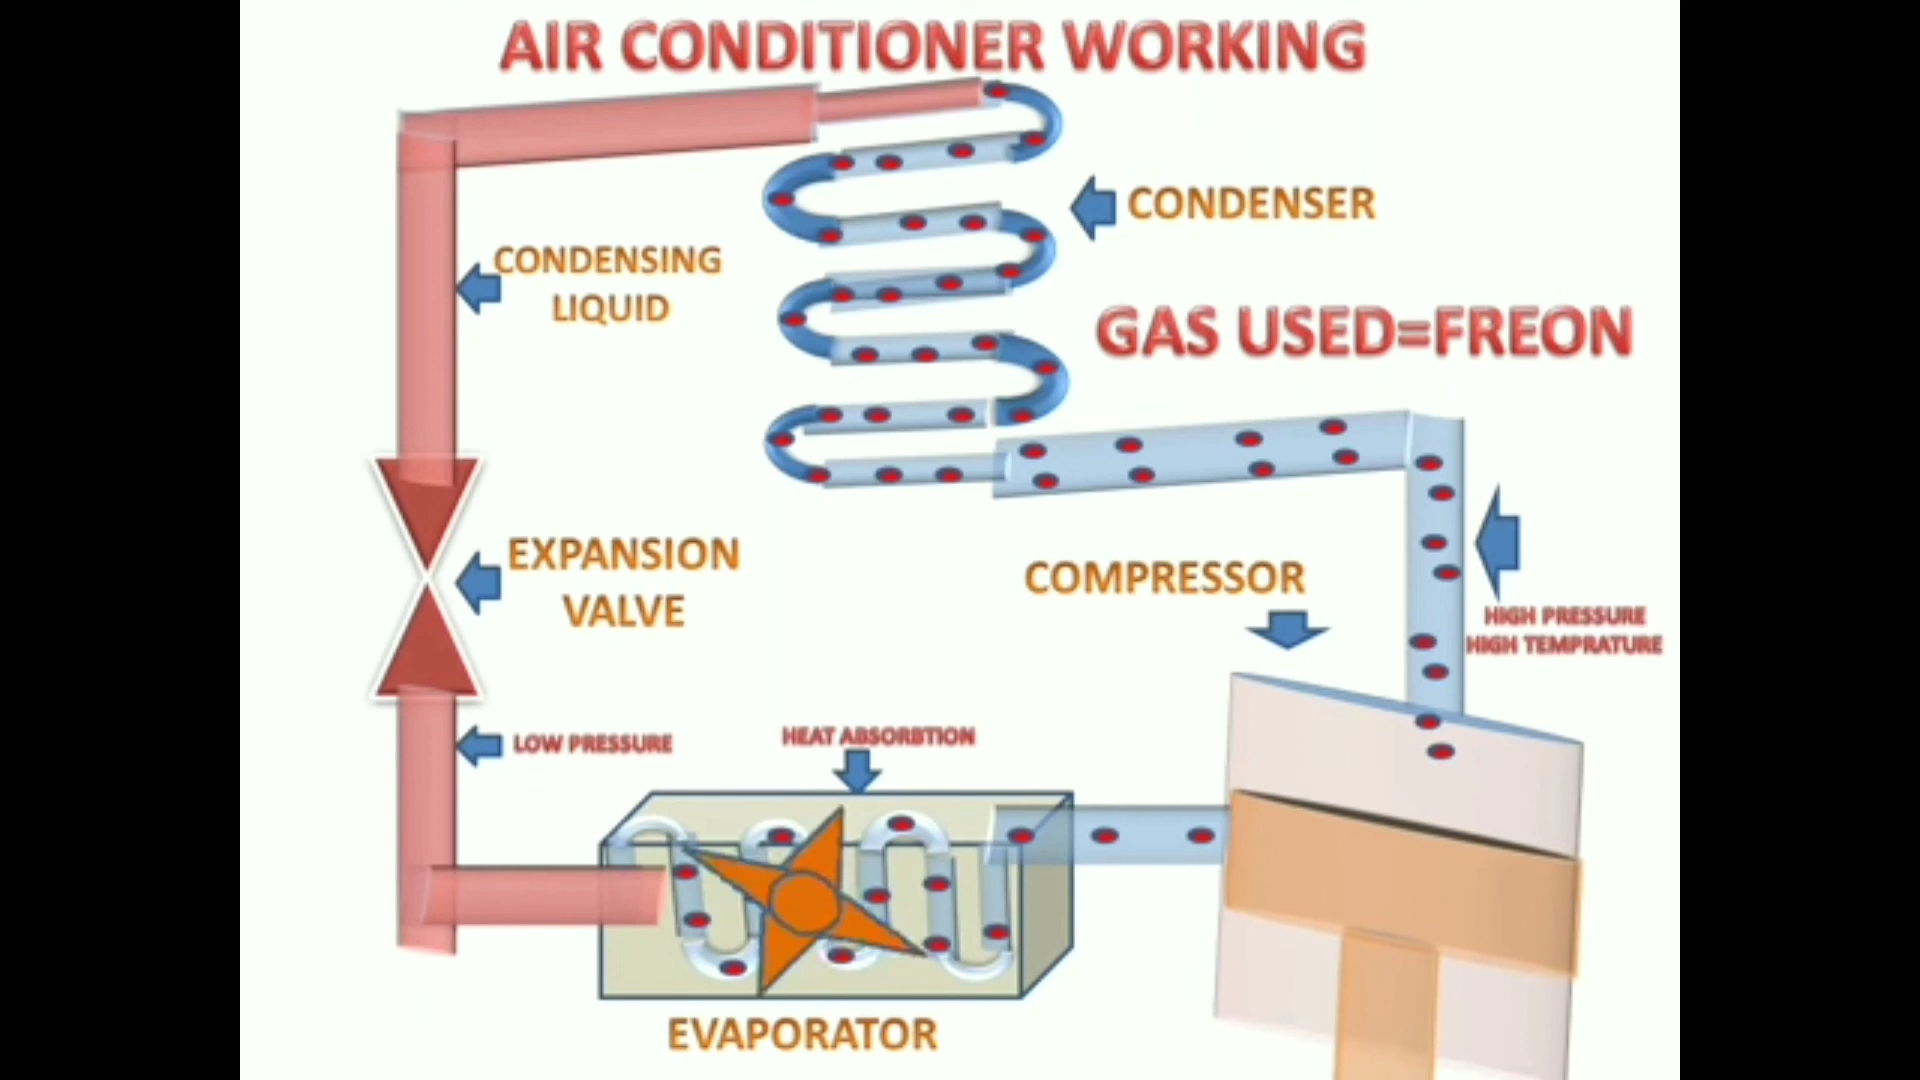 AIR CONDITIONER WORKING
CONDENSER
CONDENSING
LIQUID
GAS USED=FREON
EXPANSION
VALVE
COMPRESSOR
HIGH PRESSURE
HIGH TEMPRATURE
LOW PRESSURE
HEAT ABSORBTION
EVAPORATOR